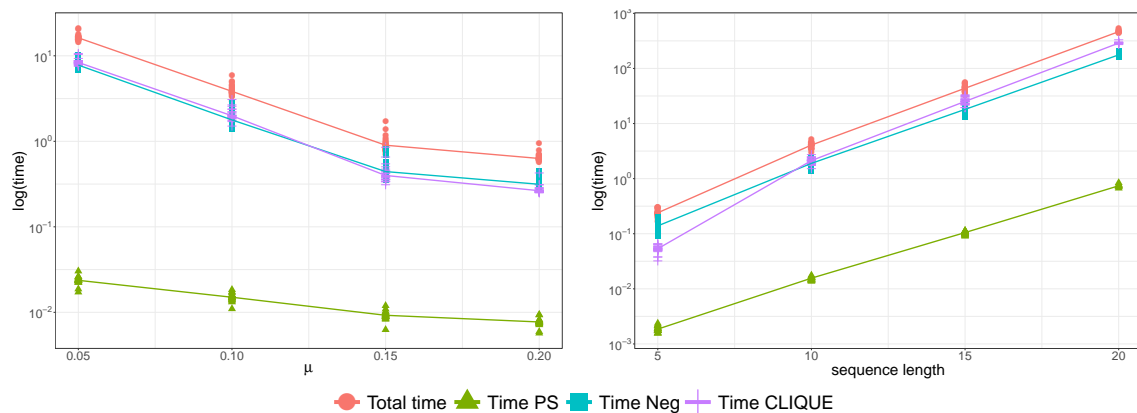 log(time)
10¹
10⁰
10⁻¹
10⁻²
0.05 0.10 0.15 0.20
μ
log(time)
10³
10²
10¹
10⁰
10⁻¹
10⁻²
10⁻³
5 10 15 20
sequence length
Total time Time PS Time Neg Time CLIQUE